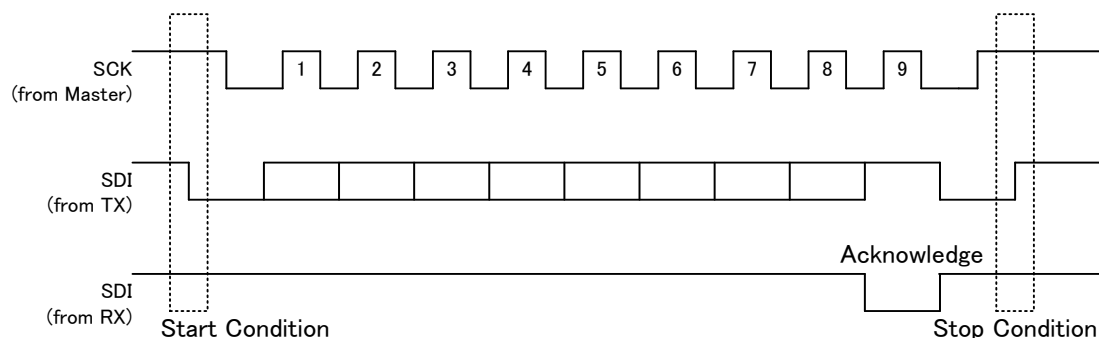 SCK
(from Master)
1 2 3 4 5 6 7 8 9
SDI
(from TX)
Acknowledge
SDI
(from RX)
Start Condition
Stop Condition